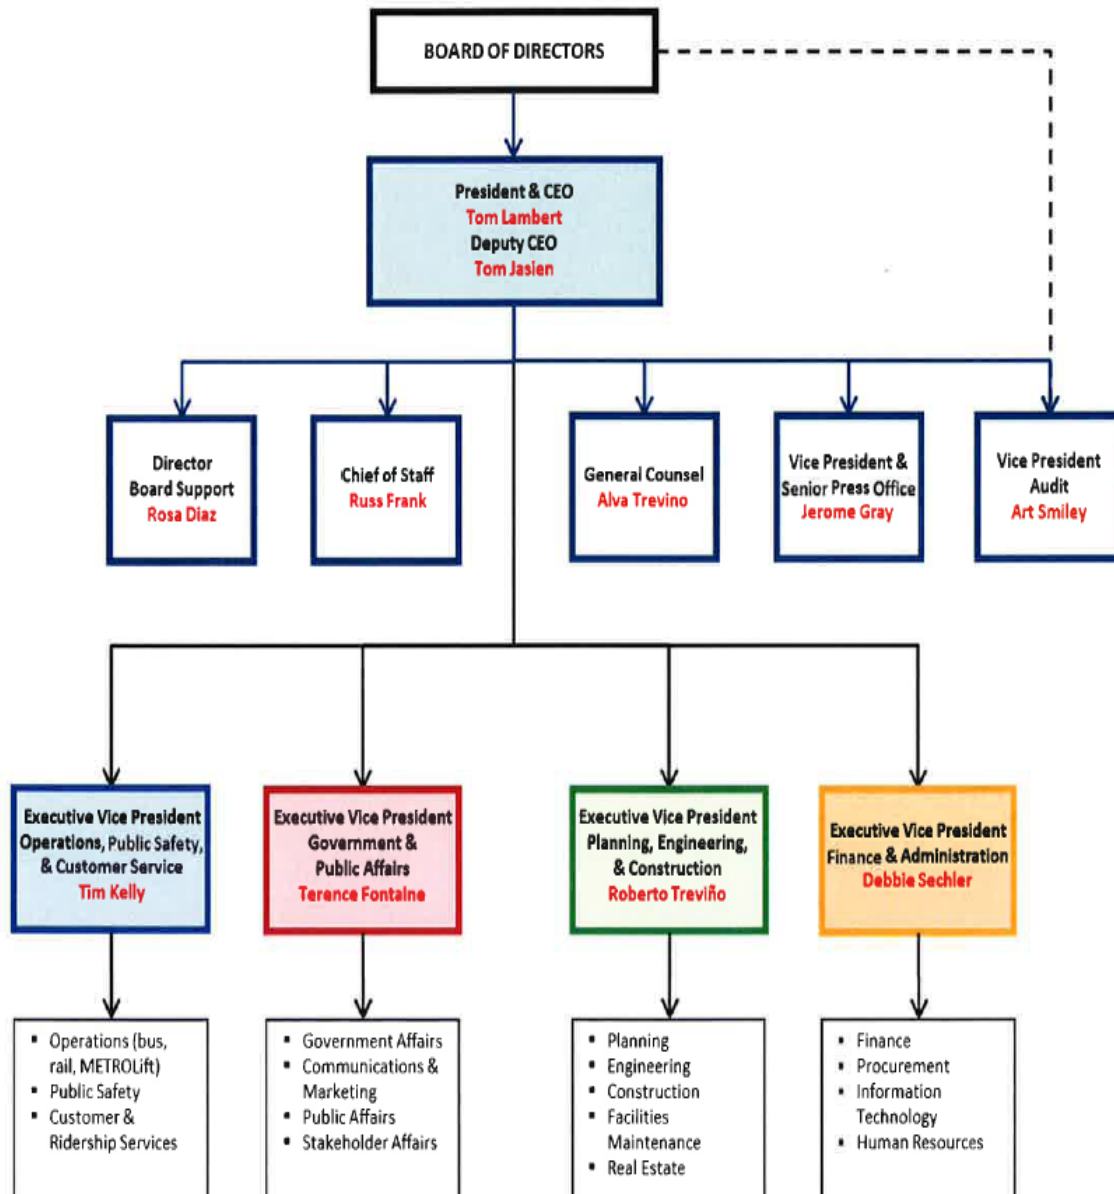 BOARD OF DIRECTORS
President & CEO
Tom Lambert
Deputy CEO
Tom Jasien
Director
Board Support
Rosa Diaz
Chief of Staff
Russ Frank
General Counsel
Alva Trevino
Vice President &
Senior Press Office
Jerome Gray
Vice President
Audit
Art Smiley
Executive Vice President
Operations, Public Safety,
& Customer Service
Tim Kelly
Executive Vice President
Government &
Public Affairs
Terence Fontaine
Executive Vice President
Planning, Engineering,
& Construction
Roberto Treviño
Executive Vice President
Finance & Administration
Debbie Sechler
▪ Operations (bus,
rail, METROLift)
▪ Public Safety
▪ Customer &
Ridership Services
▪ Government Affairs
▪ Communications &
Marketing
▪ Public Affairs
▪ Stakeholder Affairs
▪ Planning
▪ Engineering
▪ Construction
▪ Facilities
Maintenance
▪ Real Estate
▪ Finance
▪ Procurement
▪ Information
Technology
▪ Human Resources